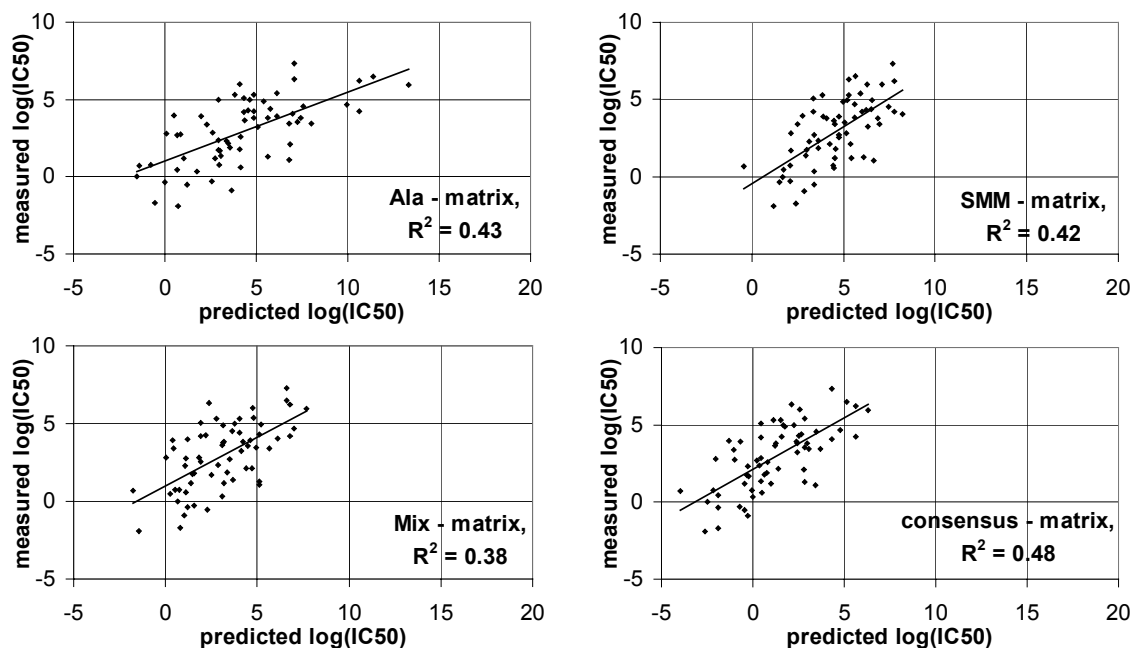 10
5
0
-5
measured log(IC50)
Ala - matrix,
R² = 0.43
-5 0 5 10 15 20
predicted log(IC50)
10
5
0
-5
measured log(IC50)
SMM - matrix,
R² = 0.42
-5 0 5 10 15 20
predicted log(IC50)
10
5
0
-5
measured log(IC50)
Mix - matrix,
R² = 0.38
-5 0 5 10 15 20
predicted log(IC50)
10
5
0
-5
measured log(IC50)
consensus - matrix,
R² = 0.48
-5 0 5 10 15 20
predicted log(IC50)